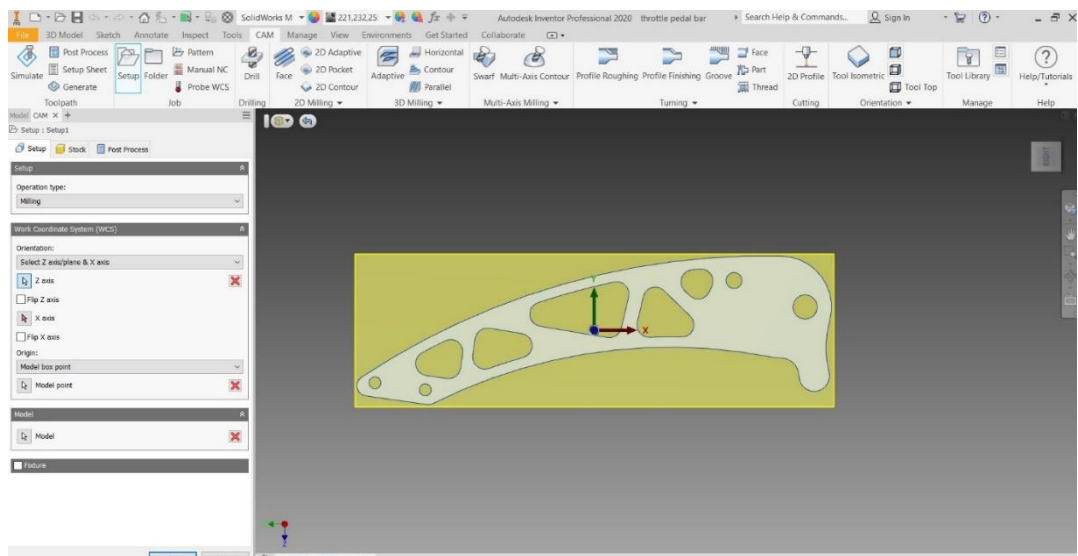 SolidWorks M 221,232,25 Autodesk Inventor Professional 2020 throttle pedal bar Search Help & Commands... Sign In
File 3D Model Sketch Annotate Inspect Tools CAM Manage View Environments Get Started Collaborate
Post Process Pattern 2D Adaptive Horizontal Face
Setup Sheet Manual NC 2D Pocket Contour Part
Generate Probe WCS 2D Contour Parallel Thread Tool Top
Simulate Setup Folder Drill Face Adaptive Swarf Multi-Axis Contour Profile Roughing Profile Finishing Groove 2D Profile Tool Isometric Tool Library Help/Tutorials
Toolpath Job Drilling 2D Milling 3D Milling Multi-Axis Milling Turning Cutting Orientation Manage Help
Model CAM X +
Setup : Setup1
Setup Stock Post Process
Setup
Operation type:
Milling
Work Coordinate System (WCS)
Orientation:
Select Z axis/plane & X axis
Z axis
Flip Z axis
X axis
Flip X axis
Origin:
Model box point
Model point
Model
Model
Fixture
RIGHT
Y
X
Z